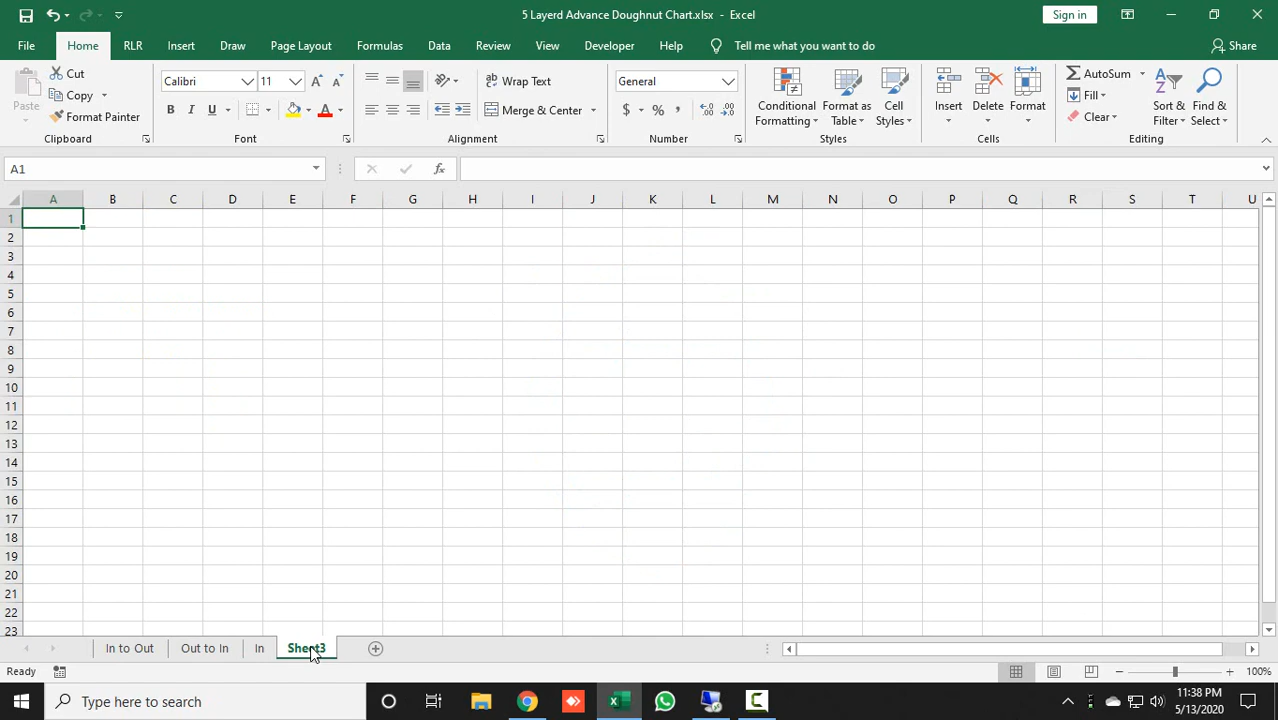 5 Layerd Advance Doughnut Chart.xlsx - Excel
Sign in
File Home RLR Insert Draw Page Layout Formulas Data Review View Developer Help Tell me what you want to do Share
Paste
Cut
Copy
Format Painter
Clipboard
Calibri 11
B I U A
Font
Wrap Text
Merge & Center
Alignment
General
$ % ,
Number
Conditional Formatting
Format as Table
Cell Styles
Styles
Insert
Delete
Format
Cells
AutoSum
Fill
Clear
Sort & Filter
Find & Select
Editing
A1 fx
A B C D E F G H I J K L M N O P Q R S T U
1
2
3
4
5
6
7
8
9
10
11
12
13
14
15
16
17
18
19
20
21
22
23
In to Out Out to In In Sheet3
Ready 100%
Type here to search
11:38 PM
5/13/2020